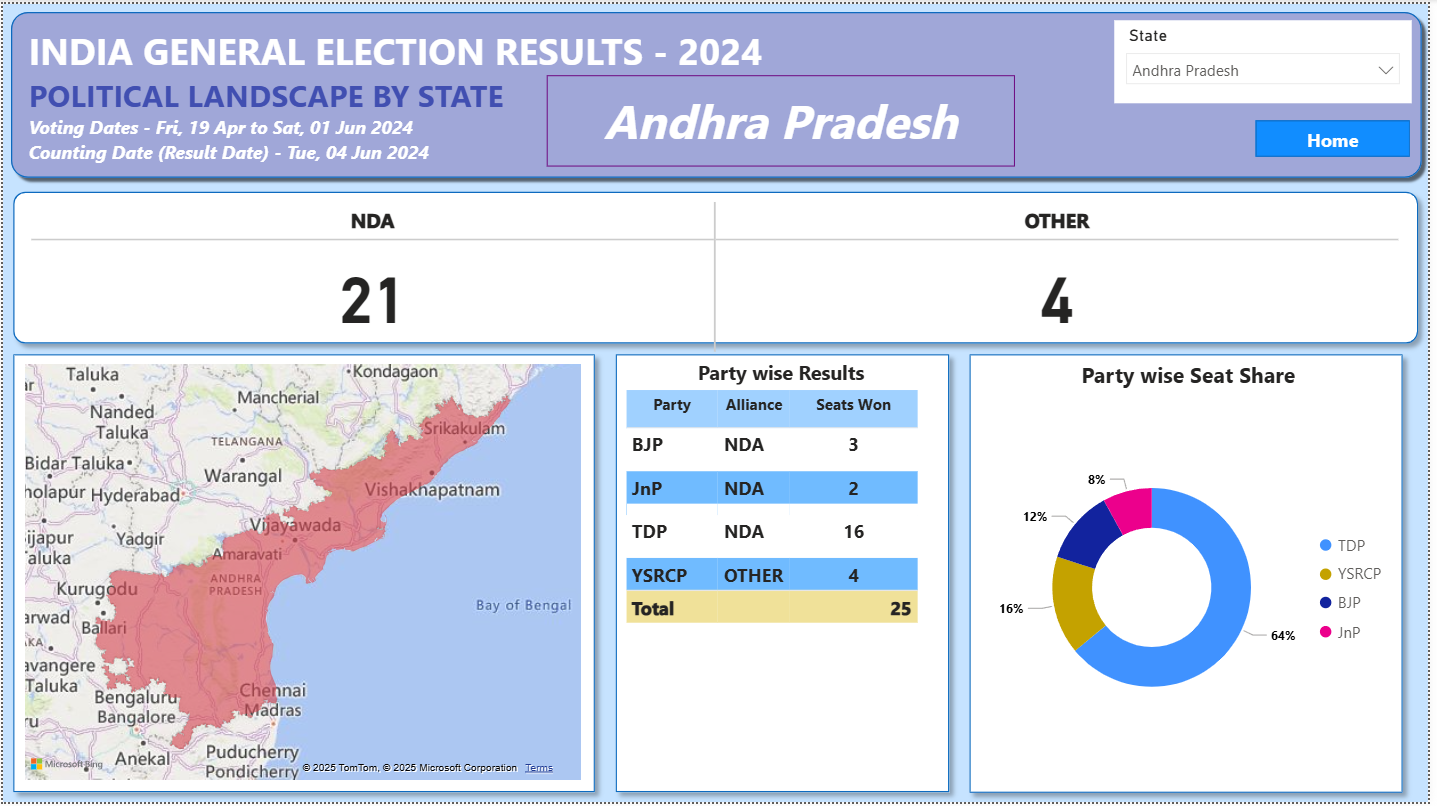 INDIA GENERAL ELECTION RESULTS - 2024
POLITICAL LANDSCAPE BY STATE
Voting Dates - Fri, 19 Apr to Sat, 01 Jun 2024
Counting Date (Result Date) - Tue, 04 Jun 2024
Andhra Pradesh
State
Andhra Pradesh
Home
NDA
OTHER
21
4
Taluka
Kondagaon
Nanded
Taluka
Mancherial
Srikakulam
TELANGANA
Bidar Taluka
Warangal
holapur
Hyderabad
Vishakhapatnam
Vijayawada
ijapur
aluka
Yadgir
Amaravati
ANDHRA
PRADESH
Kurugodu
Bay of Bengal
arwad
Ballari
KA
avangere
Taluka
Bengaluru
Bangalore
Chennai
Madras
ru
Anekal
Puducherry
Pondicherry
Microsoft Bing
© 2025 TomTom, © 2025 Microsoft Corporation Terms
Party wise Results
Party Alliance Seats Won
BJP NDA 3
JnP NDA 2
TDP NDA 16
YSRCP OTHER 4
Total 25
Party wise Seat Share
8%
12%
16%
64%
TDP
YSRCP
BJP
JnP